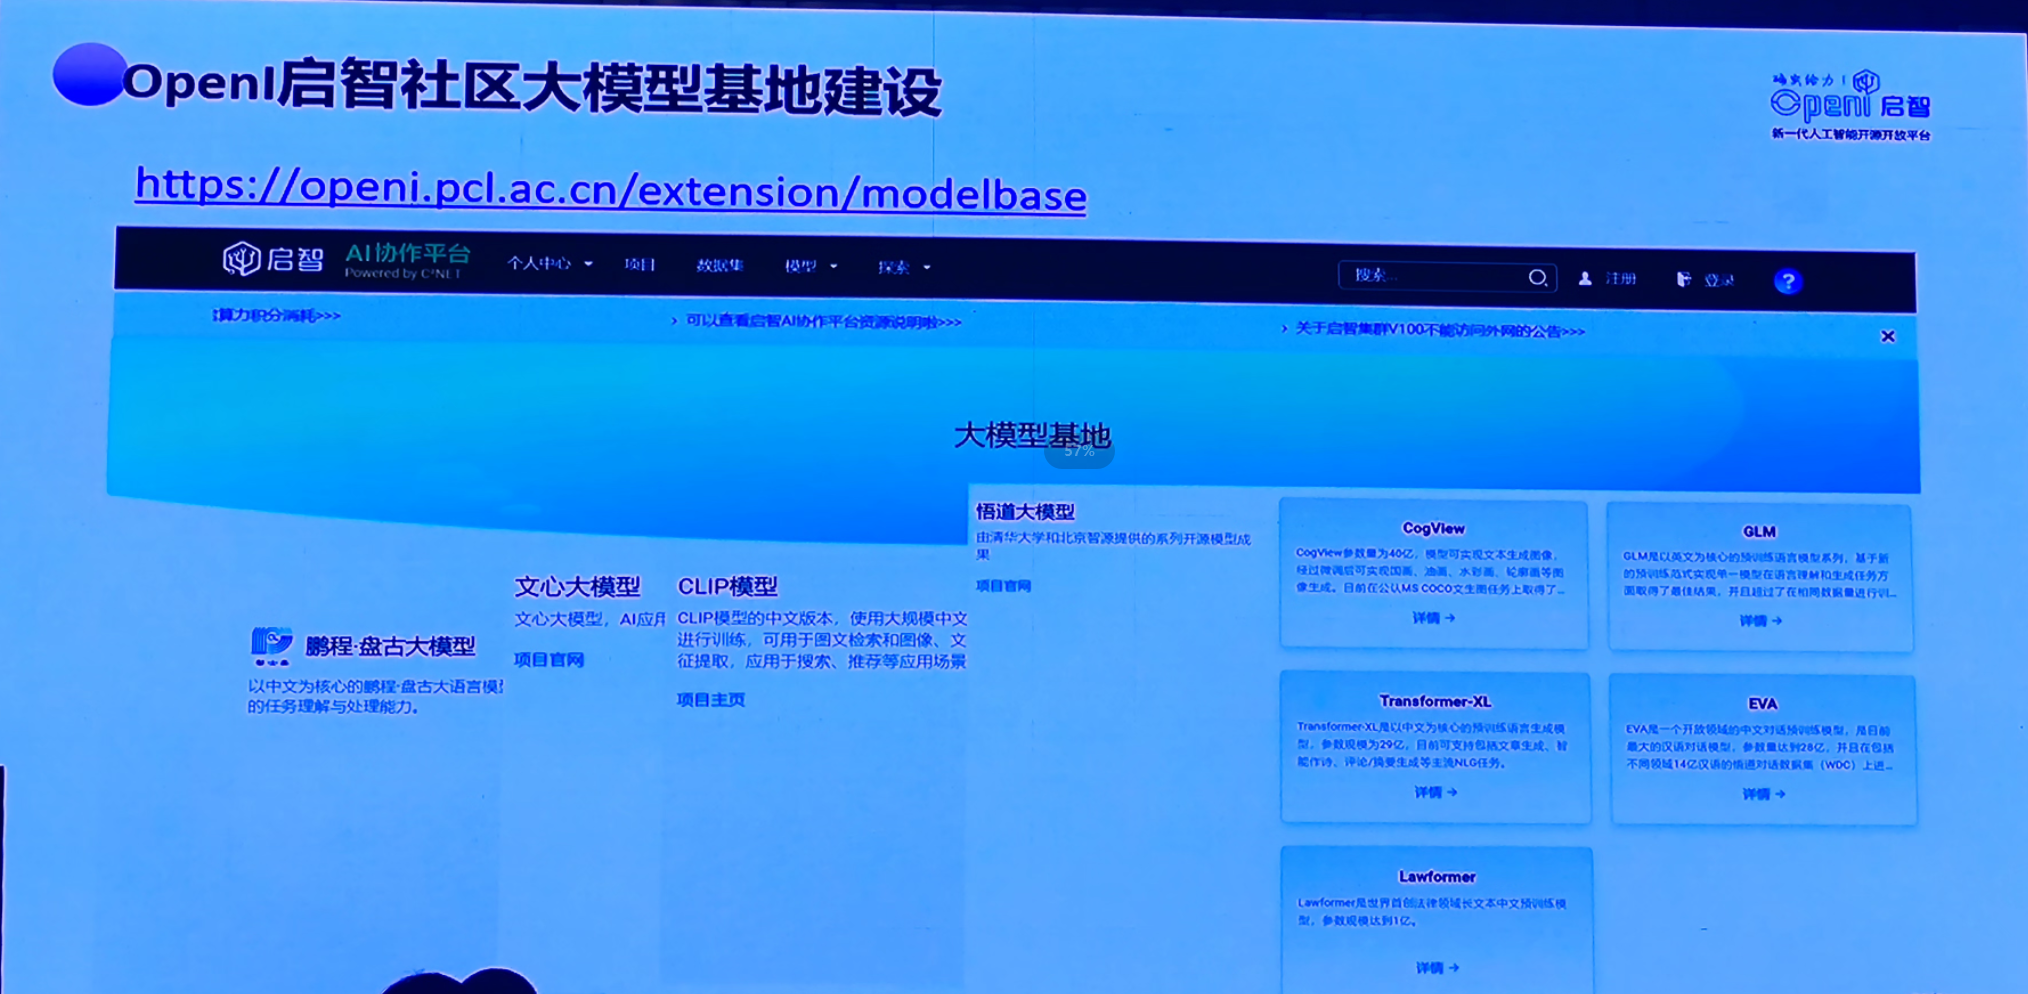 OpenI启智社区大模型基地建设
确实给力!
OpenI 启智
新一代人工智能开源开放平台
https://openi.pcl.ac.cn/extension/modelbase
启智 AI协作平台
Powered by C²NET
个人中心 项目 数据集 模型 探索 搜索... 注册 登录 ?
算力积分消耗>>> 可以查看启智AI协作平台资源说明啦>>> 关于启智集群V100不能访问外网的公告>>>
大模型基地
57%
鹏程·盘古大模型
以中文为核心的鹏程·盘古大语言模型
的任务理解与处理能力。
文心大模型
文心大模型，AI应用
项目官网
CLIP模型
CLIP模型的中文版本，使用大规模中文
进行训练，可用于图文检索和图像、文
征提取，应用于搜索、推荐等应用场景
项目主页
悟道大模型
由清华大学和北京智源提供的系列开源模型成
果
项目官网
CogView
CogView参数量为40亿，模型可实现文本生成图像，
经过微调后可实现国画、油画、水彩画、轮廓画等图
像生成。目前在公认MS COCO文生图任务上取得了...
详情 →
GLM
GLM是以英文为核心的预训练语言模型系列，基于新
的预训练范式实现单一模型在语言理解和生成任务方
面取得了最佳结果，并且超过了在相同数据量进行训...
详情 →
Transformer-XL
Transformer-XL是以中文为核心的预训练语言生成模
型，参数规模为29亿，目前可支持包括文章生成、智
能作诗、评论/摘要生成等主流NLG任务。
详情 →
EVA
EVA是一个开放领域的中文对话预训练模型，是目前
最大的汉语对话模型，参数量达到28亿，并且在包括
不同领域14亿汉语的悟道对话数据集（WDC）上进...
详情 →
Lawformer
Lawformer是世界首创法律领域长文本中文预训练模
型，参数规模达到1亿。
详情 →